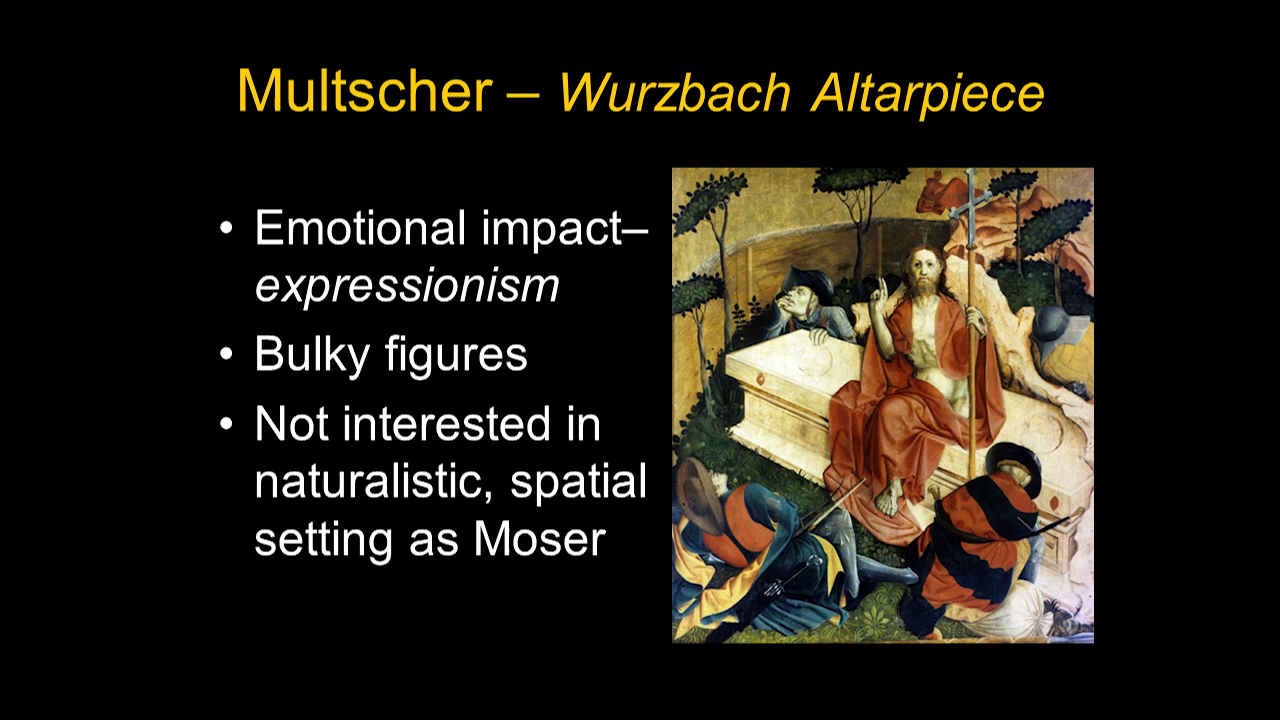 Multscher – Wurzbach Altarpiece
• Emotional impact–
expressionism
• Bulky figures
• Not interested in
naturalistic, spatial
setting as Moser